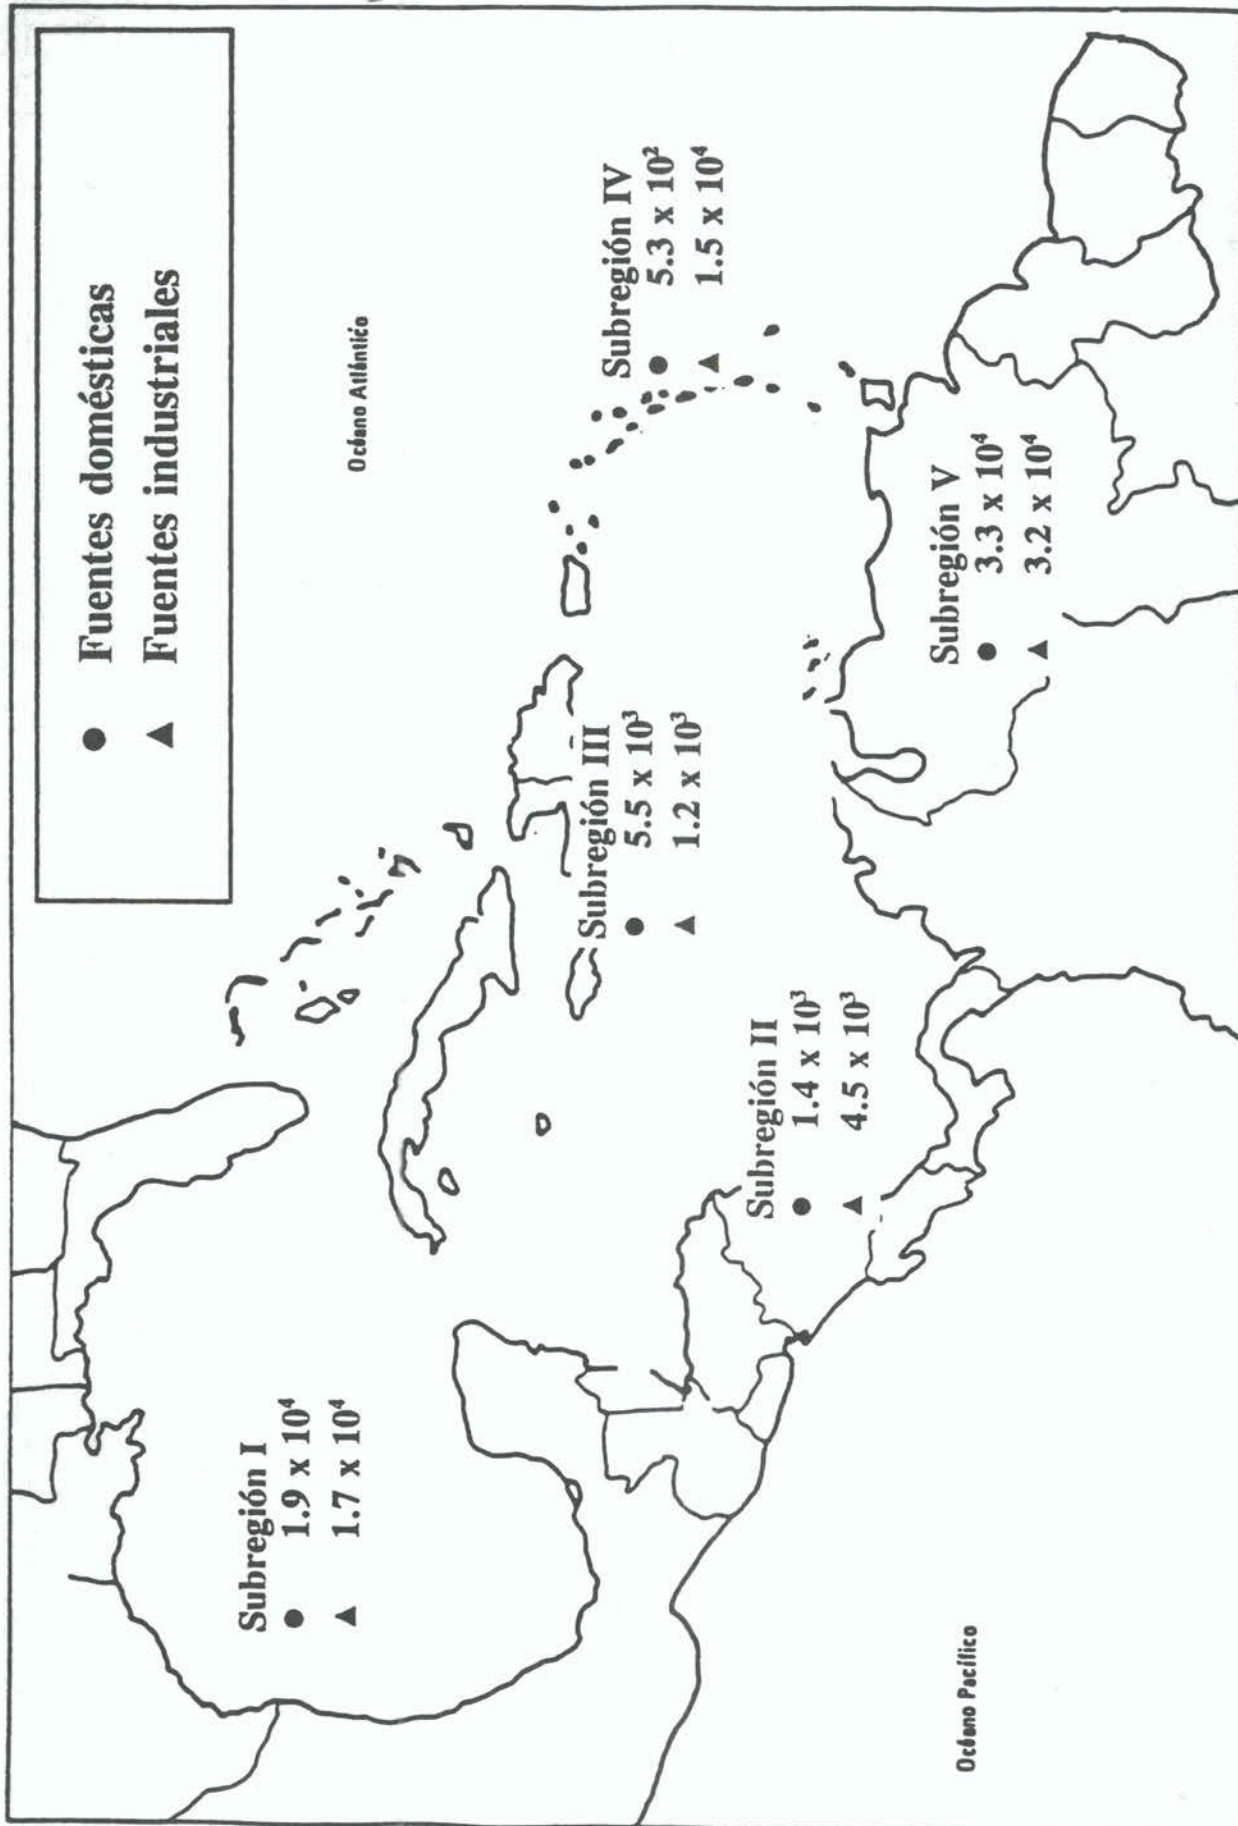 ● Fuentes domésticas
▲ Fuentes industriales
Océano Atlántico
Subregión I
● 1.9 x 10⁴
▲ 1.7 x 10⁴
Subregión II
● 1.4 x 10³
▲ 4.5 x 10³
Subregión III
● 5.5 x 10³
▲ 1.2 x 10³
Subregión IV
● 5.3 x 10²
▲ 1.5 x 10⁴
Subregión V
● 3.3 x 10⁴
▲ 3.2 x 10⁴
Océano Pacífico